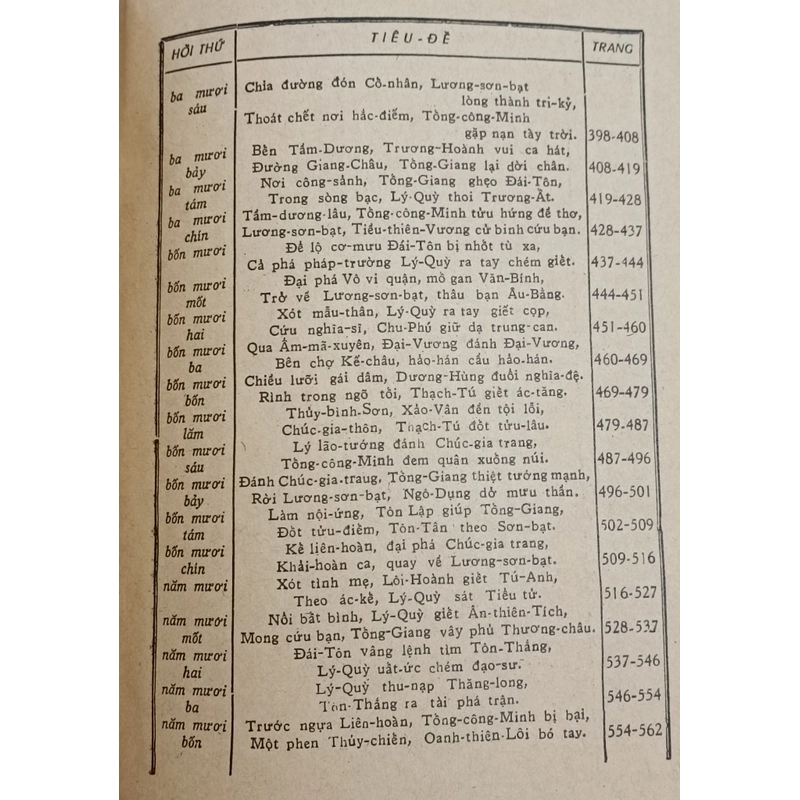 HỒI THỨ TIÊU-ĐỀ TRANG
ba mươi sáu Chia đường đón Cồ-nhân, Lương-sơn-bạt
lòng thành tri-kỷ,
Thoát chết nơi hắc-điếm, Tồng-công-Minh
gặp nạn tày trời. 398-408
ba mươi bảy Bên Tầm-Dương, Trương-Hoành vui ca hát,
Đường Giang-Châu, Tồng-Giang lại dời chân. 408-419
ba mươi tám Nơi công-sảnh, Tồng-Giang ghẹo Đái-Tôn,
Trong sòng bạc, Lý-Quỳ thoi Trương-Ất. 419-428
ba mươi chín Tầm-dương-lâu, Tồng-công-Minh tửu hứng đề thơ,
Lương-sơn-bạt, Tiều-thiên-Vương cử binh cứu bạn. 428-437
bốn mươi Đề lộ cơ-mưu Đái-Tôn bị nhốt tù xa,
Cả phá pháp-trường Lý-Quỳ ra tay chém giết. 437-444
bốn mươi mốt Đại phá Vô vi quận, mồ gan Văn-Bính,
Trở về Lương-sơn-bạt, thâu bạn Âu-Bằng. 444-451
bốn mươi hai Xót mẫu-thân, Lý-Quỳ ra tay giết cọp,
Cứu nghĩa-sĩ, Chu-Phú giữ dạ trung-can. 451-460
bốn mươi ba Qua Ầm-mã-xuyên, Đại-Vương đánh Đại-Vương,
Bên chợ Kế-châu, hảo-hán cầu hảo-hán. 460-469
bốn mươi bốn Chiều lưỡi gái dâm, Dương-Hùng đuổi nghĩa-đệ.
Rình trong ngõ tối, Thạch-Tú giết ác-tăng. 469-479
bốn mươi lăm Thủy-bình-Sơn, Xảo-Vân đền tội lỗi,
Chúc-gia-thôn, Thạch-Tú đốt tửu-lâu. 479-487
bốn mươi sáu Lý lão-tướng đánh Chúc-gia trang,
Tồng-công-Minh đem quân xuống núi. 487-496
bốn mươi bảy Đánh Chúc-gia-traug, Tồng-Giang thiệt tướng mạnh,
Rời Lương-sơn-bạt, Ngô-Dụng dở mưu thần. 496-501
bốn mươi tám Làm nội-ứng, Tôn Lập giúp Tồng-Giang,
Đốt tửu-điếm, Tôn-Tân theo Sơn-bạt. 502-509
bốn mươi chín Kề liên-hoàn, đại phá Chúc-gia trang,
Khải-hoàn ca, quay về Lương-sơn-bạt. 509-516
năm mươi Xót tình mẹ, Lôi-Hoành giết Tú-Anh,
Theo ác-kề, Lý-Quỳ sát Tiều tử. 516-527
năm mươi mốt Nồi bất bình, Lý-Quỳ giết Ân-thiên-Tích,
Mong cứu bạn, Tồng-Giang vây phủ Thương-châu. 528-537
năm mươi hai Đái-Tôn vâng lệnh tìm Tôn-Thắng,
Lý-Quỳ uất-ức chém đạo-sư. 537-546
năm mươi ba Lý-Quỳ thu-nạp Thăng-long,
Tôn-Thắng ra tài phá trận. 546-554
năm mươi bốn Trước ngựa Liên-hoàn, Tồng-công-Minh bị bại,
Một phen Thủy-chiến, Oanh-thiên-Lôi bó tay. 554-562